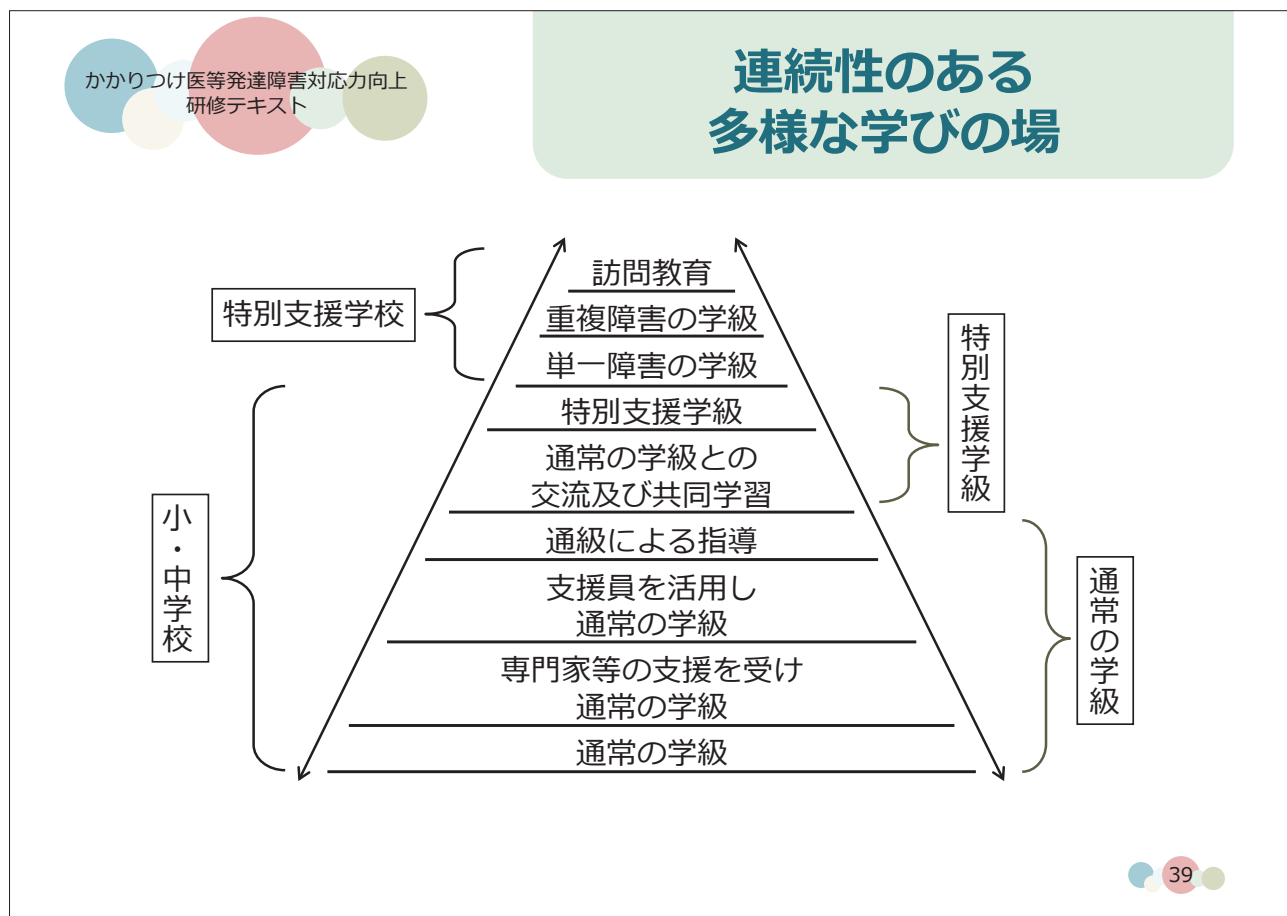 かかりつけ医等発達障害対応力向上
研修テキスト
連続性のある
多様な学びの場
特別支援学校
小・中学校
訪問教育
重複障害の学級
単一障害の学級
特別支援学級
通常の学級との
交流及び共同学習
通級による指導
支援員を活用し
通常の学級
専門家等の支援を受け
通常の学級
通常の学級
特別支援学級
通常の学級
39